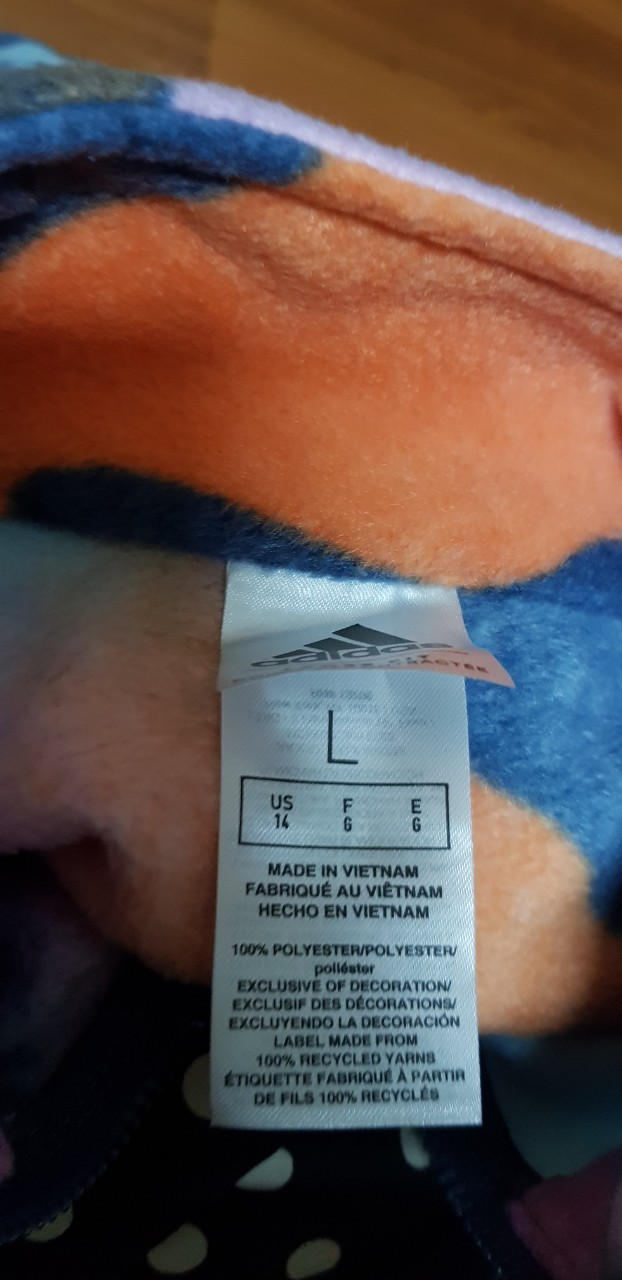 adidas
L
US F E
14 G G
MADE IN VIETNAM
FABRIQUÉ AU VIÊTNAM
HECHO EN VIETNAM
100% POLYESTER/POLYESTER/
poliéster
EXCLUSIVE OF DECORATION/
EXCLUSIF DES DÉCORATIONS/
EXCLUYENDO LA DECORACIÓN
LABEL MADE FROM
100% RECYCLED YARNS
ÉTIQUETTE FABRIQUÉ À PARTIR
DE FILS 100% RECYCLÉS